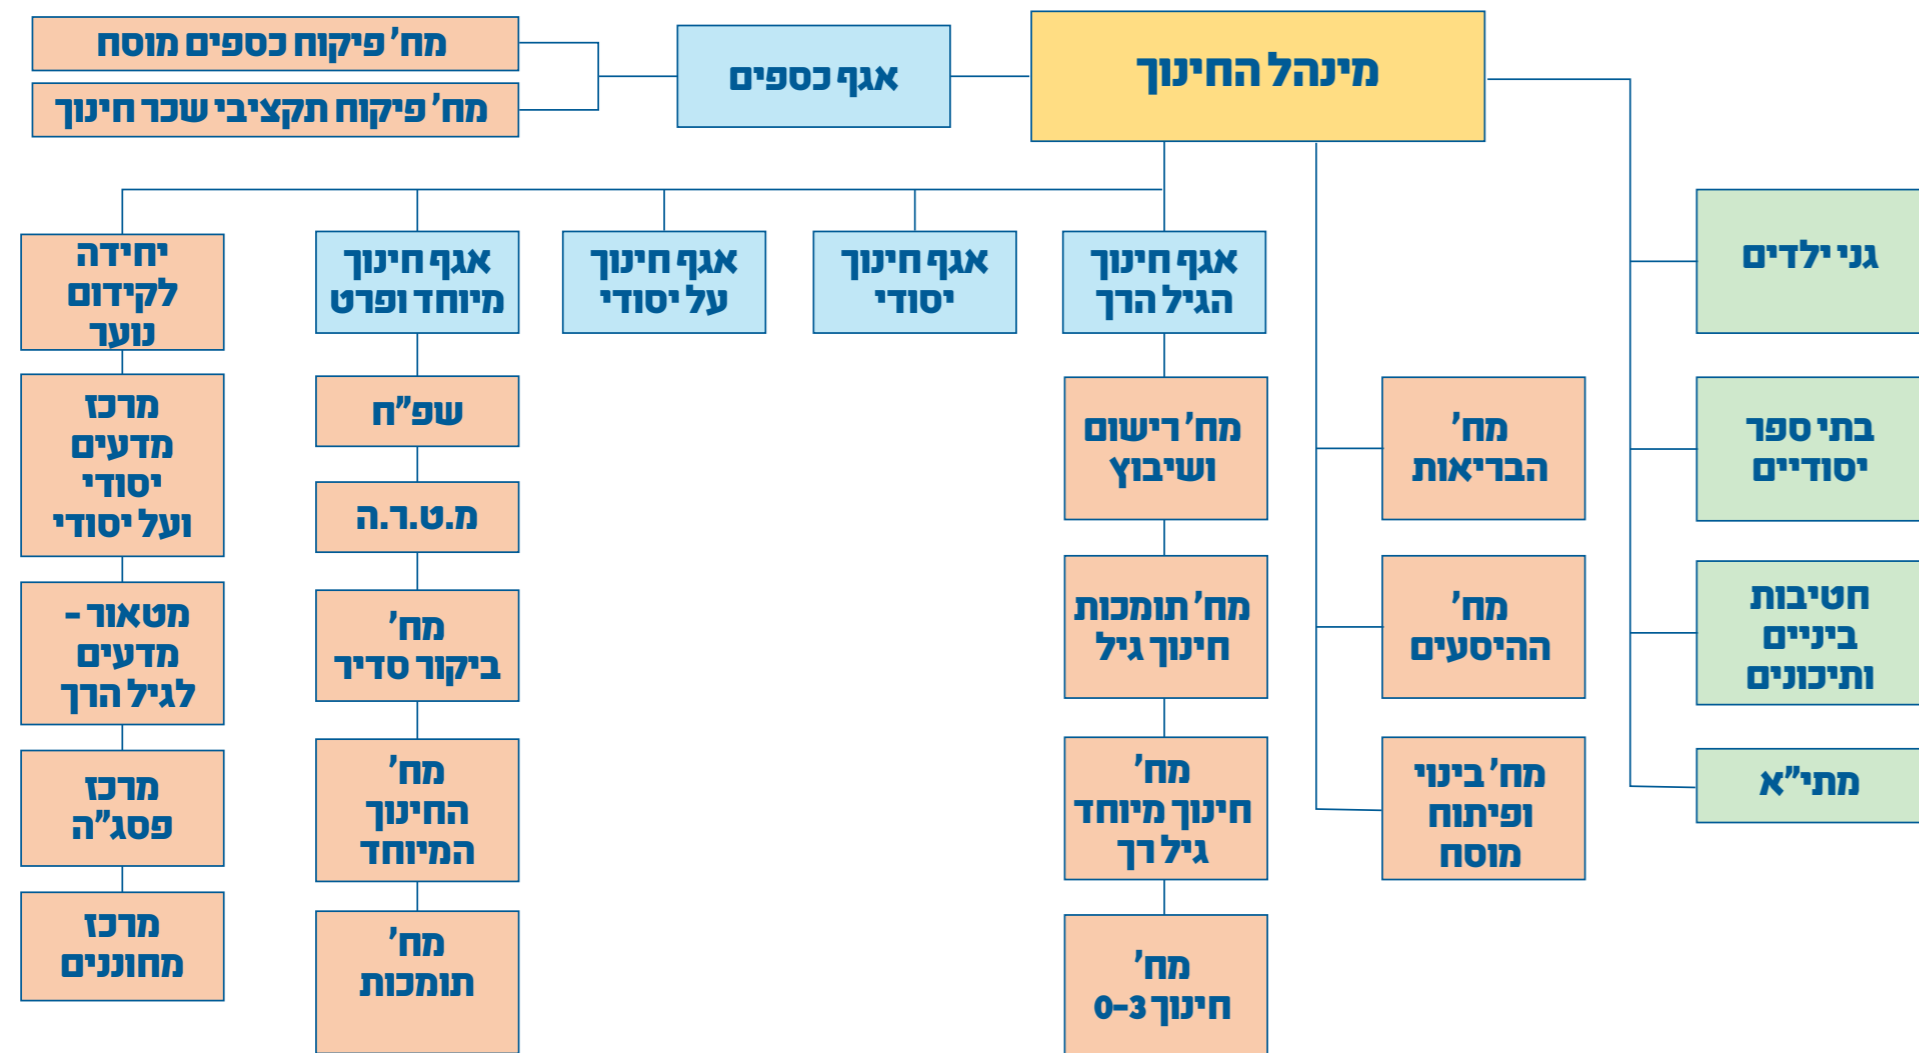 מינהל החינוך
אגף כספים
מח' פיקוח כספים מוסח
מח' פיקוח תקציבי שכר חינוך
גני ילדים
בתי ספר
יסודיים
חטיבות
ביניים
ותיכונים
מתי"א
מח'
הבריאות
מח'
ההיסעים
מח' בינוי
ופיתוח
מוסח
אגף חינוך
הגיל הרך
מח' רישום
ושיבוץ
מח' תומכות
חינוך גיל
מח'
חינוך מיוחד
גיל רך
מח'
חינוך 0-3
אגף חינוך
יסודי
אגף חינוך
על יסודי
אגף חינוך
מיוחד ופרט
שפ"ח
מ.ט.ר.ה
מח'
ביקור סדיר
מח'
החינוך
המיוחד
מח'
תומכות
יחידה
לקידום
נוער
מרכז
מדעים
יסודי
ועל יסודי
מטאור -
מדעים
לגיל הרך
מרכז
פסג"ה
מרכז
מחוננים